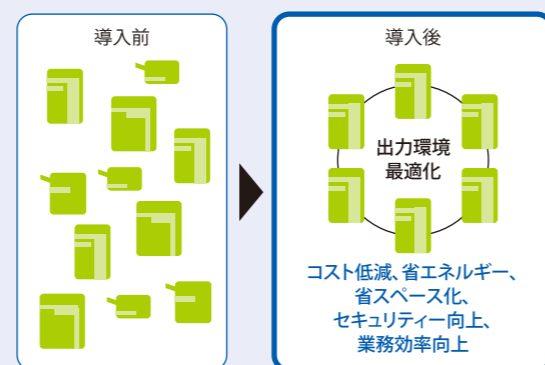 導入前
導入後
出力環境
最適化
コスト低減、省エネルギー、
省スペース化、
セキュリティー向上、
業務効率向上